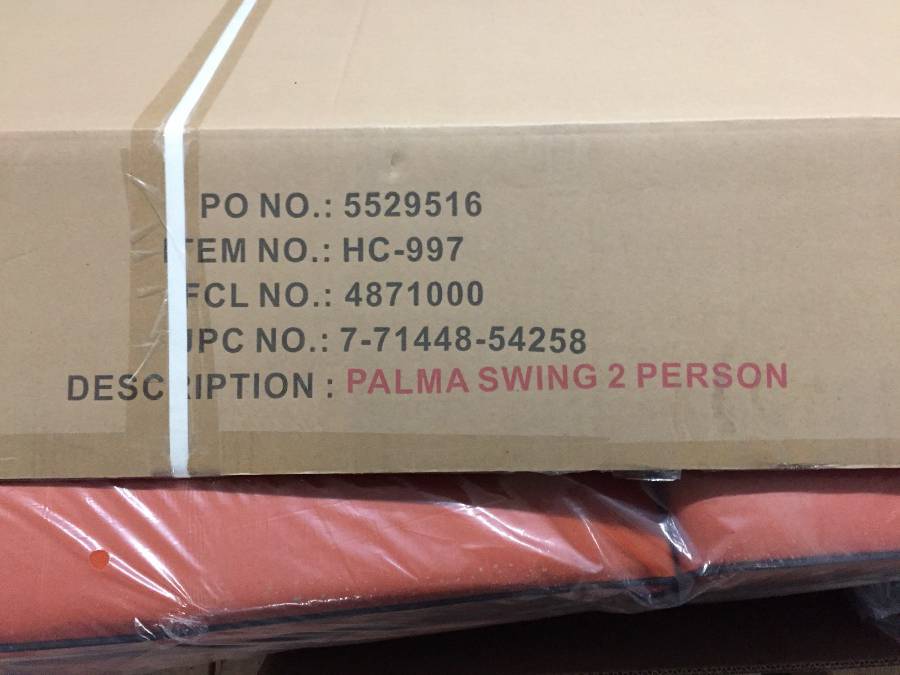 PO NO.: 5529516
ITEM NO.: HC-997
FCL NO.: 4871000
UPC NO.: 7-71448-54258
DESCRIPTION : PALMA SWING 2 PERSON